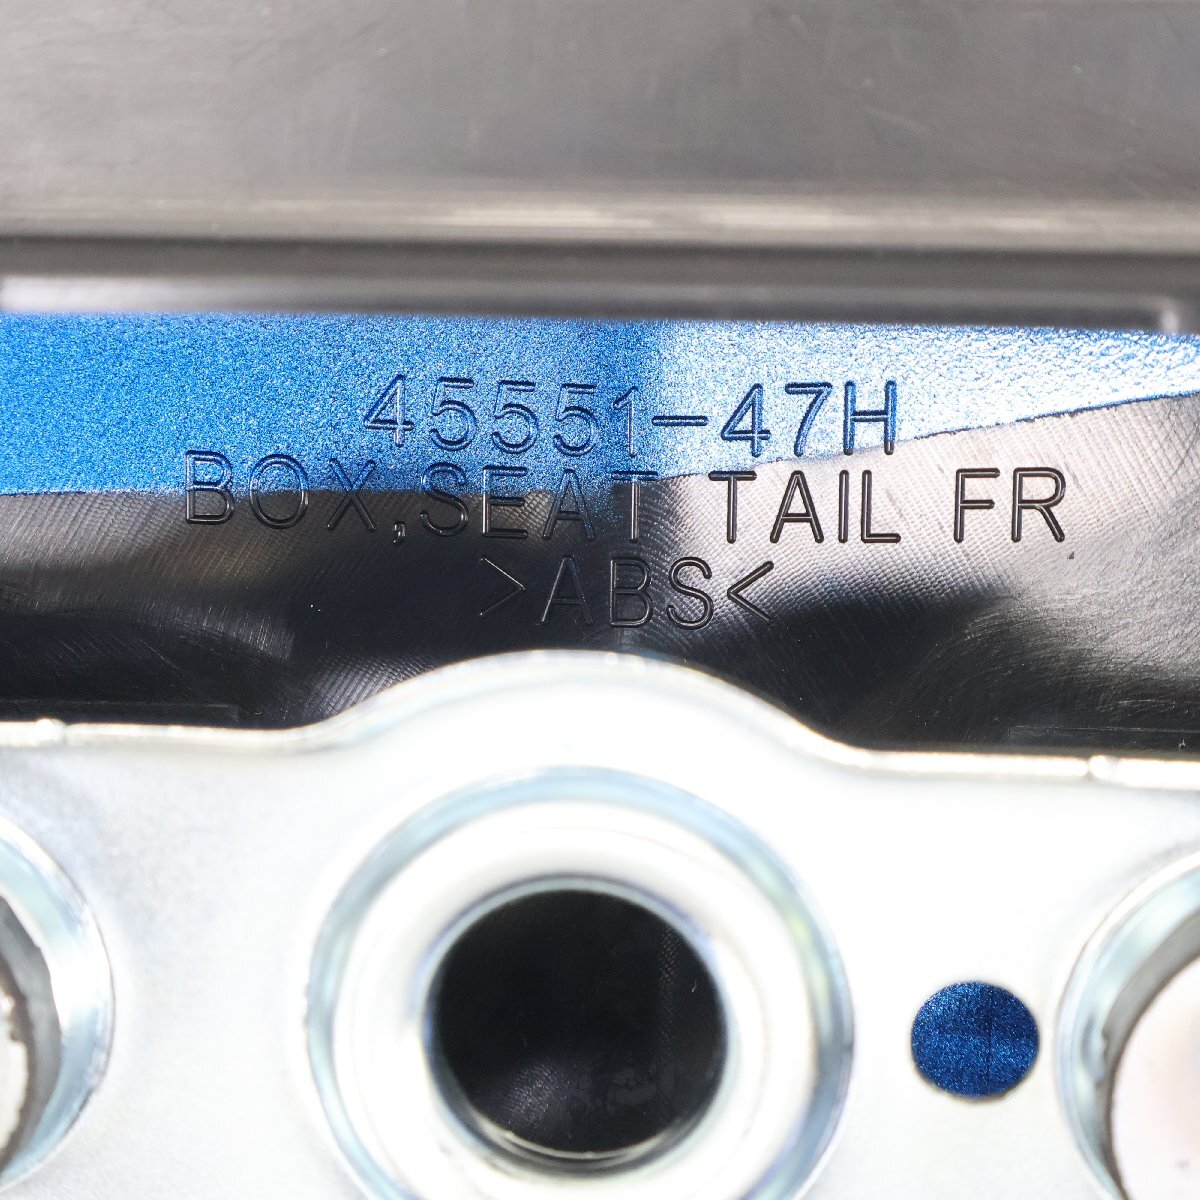 45551-47H
BOX,SEAT TAIL FR
>ABS<